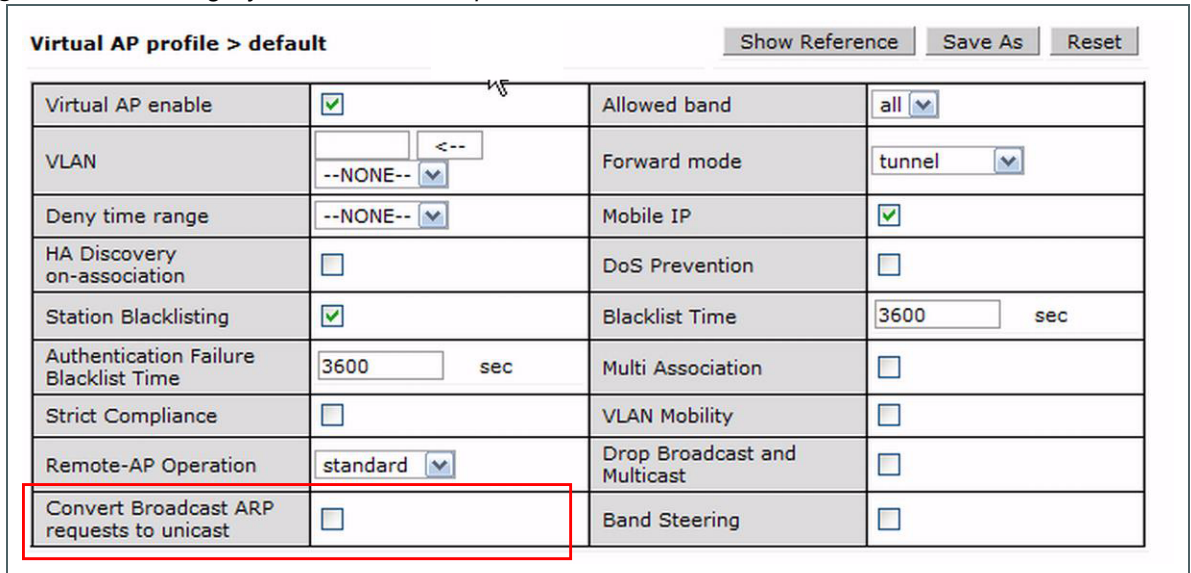 Virtual AP profile > default
Show Reference
Save As
Reset
Virtual AP enable
Allowed band
all
VLAN
<--
--NONE--
Forward mode
tunnel
Deny time range
--NONE--
Mobile IP
HA Discovery
on-association
DoS Prevention
Station Blacklisting
Blacklist Time
3600 sec
Authentication Failure
Blacklist Time
3600 sec
Multi Association
Strict Compliance
VLAN Mobility
Remote-AP Operation
standard
Drop Broadcast and
Multicast
Convert Broadcast ARP
requests to unicast
Band Steering